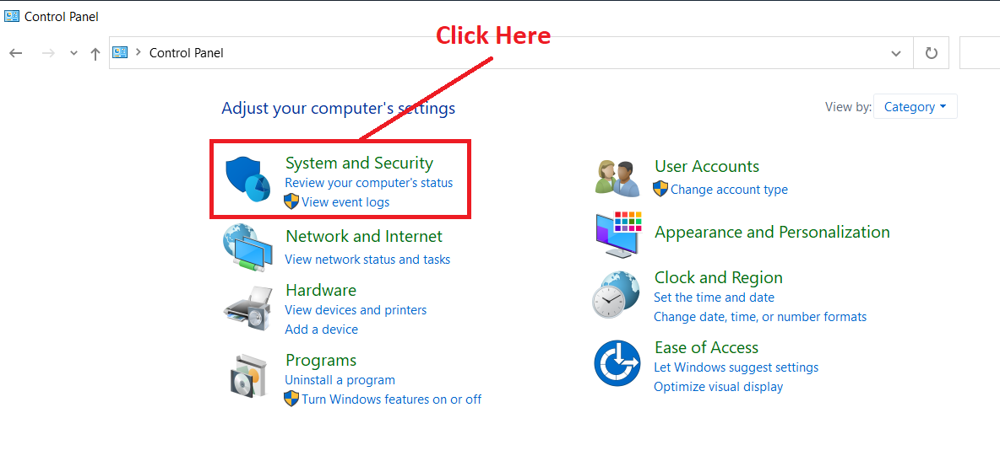 Control Panel
Click Here
Control Panel
Adjust your computer's settings
View by: Category
System and Security
Review your computer's status
View event logs
Network and Internet
View network status and tasks
Hardware
View devices and printers
Add a device
Programs
Uninstall a program
Turn Windows features on or off
User Accounts
Change account type
Appearance and Personalization
Clock and Region
Set the time and date
Change date, time, or number formats
Ease of Access
Let Windows suggest settings
Optimize visual display